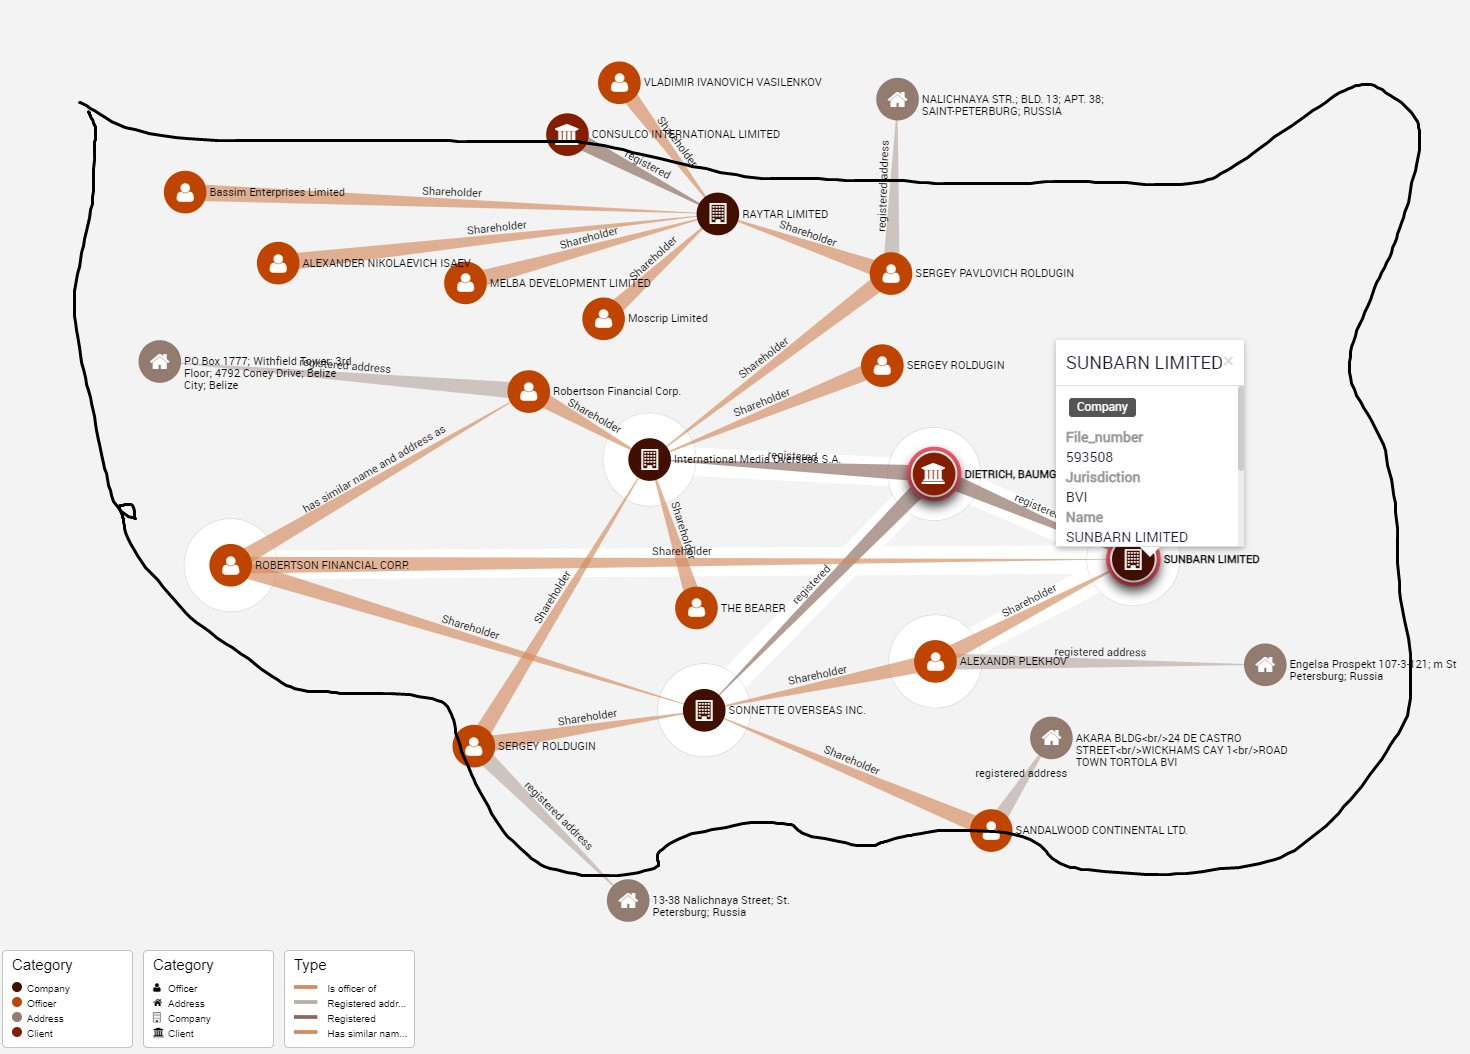 VLADIMIR IVANOVICH VASILENKOV
Shareholder
CONSULCO INTERNATIONAL LIMITED
registered
NALICHNAYA STR.; BLD. 13; APT. 38;
SAINT-PETERBURG; RUSSIA
registered address
Bassim Enterprises Limited
Shareholder
RAYTAR LIMITED
Shareholder
Shareholder
ALEXANDER NIKOLAEVICH ISAEV
Shareholder
MELBA DEVELOPMENT LIMITED
Shareholder
Moscrip Limited
SERGEY PAVLOVICH ROLDUGIN
Shareholder
SERGEY ROLDUGIN
Shareholder
PO Box 1777; Withfield Tower; 3rd
Floor; 4792 Coney Drive; Belize
City; Belize
registered address
Robertson Financial Corp.
Shareholder
has similar name and address as
International Media Overseas S.A.
registered
DIETRICH, BAUMG
registere
SUNBARN LIMITED×
Company
File_number
593508
Jurisdiction
BVI
Name
SUNBARN LIMITED
SUNBARN LIMITED
Shareholder
ROBERTSON FINANCIAL CORP.
Shareholder
Shareholder
Shareholder
THE BEARER
registered
Shareholder
ALEXANDR PLEKHOV
registered address
Engelsa Prospekt 107-3-121; m St
Petersburg; Russia
Shareholder
Shareholder
SONNETTE OVERSEAS INC.
Shareholder
SERGEY ROLDUGIN
Shareholder
AKARA BLDG<br/>24 DE CASTRO
STREET<br/>WICKHAMS CAY 1<br/>ROAD
TOWN TORTOLA BVI
registered address
SANDALWOOD CONTINENTAL LTD.
registered address
13-38 Nalichnaya Street; St.
Petersburg; Russia
Category
Company
Officer
Address
Client
Category
Officer
Address
Company
Client
Type
Is officer of
Registered addr...
Registered
Has similar nam...